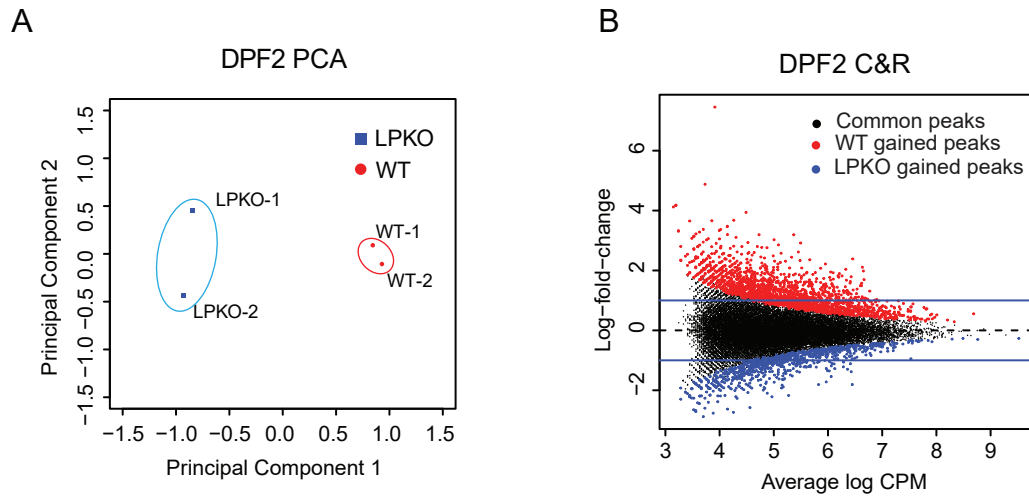 A
DPF2 PCA
Principal Component 2
1.5
1.0
0.5
0.0
−0.5
−1.0
−1.5
LPKO
WT
LPKO-1
WT-1
WT-2
LPKO-2
−1.5 −1.0 −0.5 0.0 0.5 1.0 1.5
Principal Component 1
B
DPF2 C&R
Log−fold−change
6
4
2
0
−2
Common peaks
WT gained peaks
LPKO gained peaks
3 4 5 6 7 8 9
Average log CPM